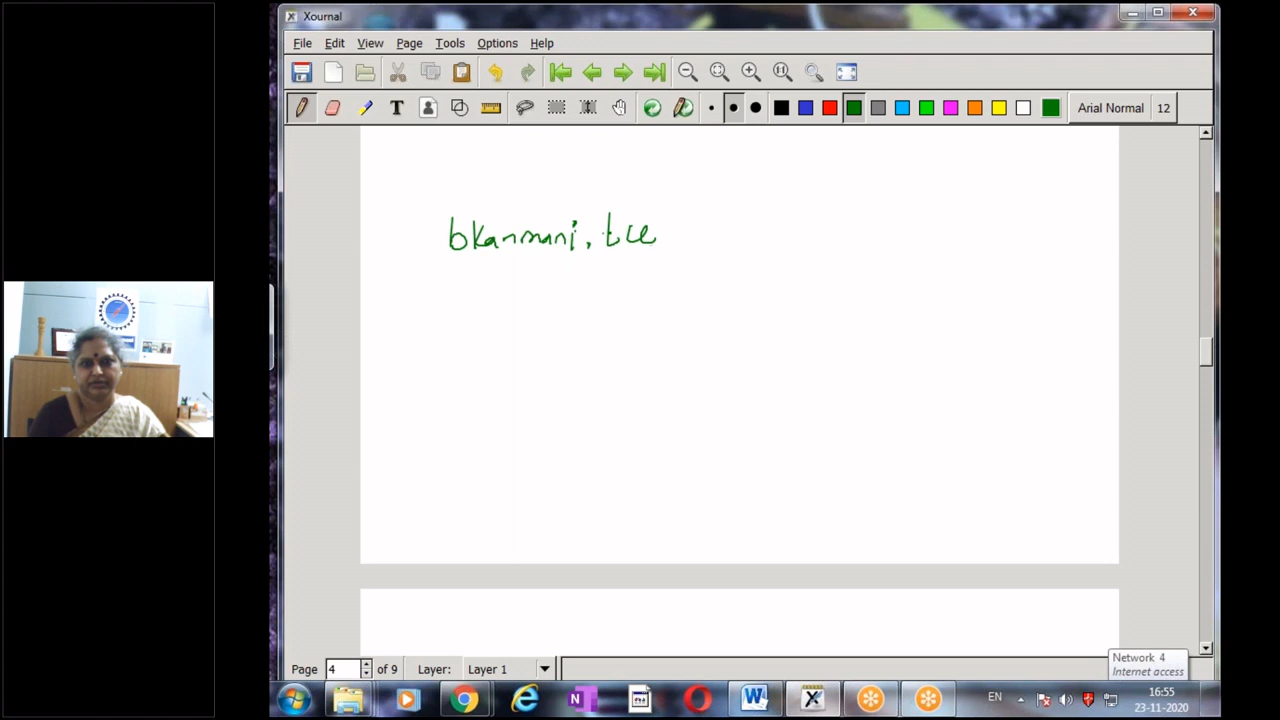 Xournal
File Edit View Page Tools Options Help
Arial Normal 12
bkanmani, tce
Page 4 of 9 Layer: Layer 1
Network 4
Internet access
EN 16:55
23-11-2020